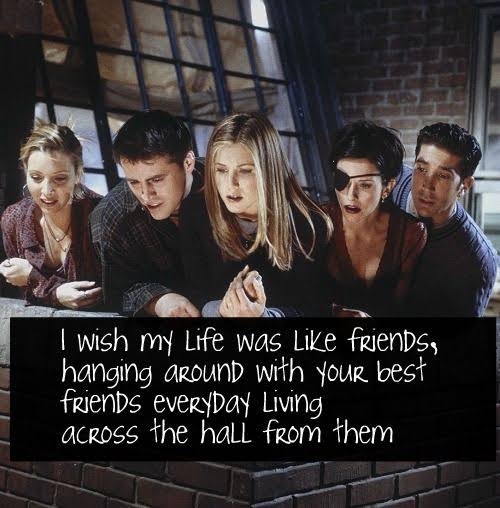 I wish my Life was Like friends,
hanging around with your best
friends everyday Living
across the hall from them